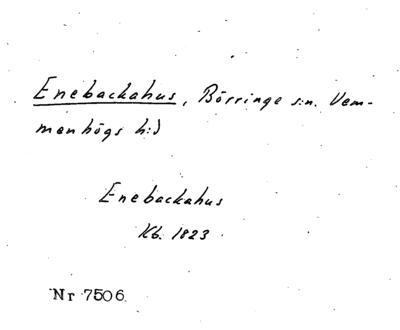 Enebackahus, Börringe s:n. Vem-
menhögs h:d
Enebackahus
Kb. 1823
Nr 7506